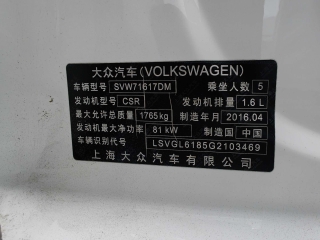 大众汽车(VOLKSWAGEN)
车辆型号 SVW71617DM 乘坐人数 5
发动机型号 CSR 发动机排量 1.6 L
最大允许总质量 1765kg 制造年月 2016.04
发动机最大净功率 81 kW 制造国 中国
车辆识别代号 LSVGL6185G2103469
上海大众汽车有限公司